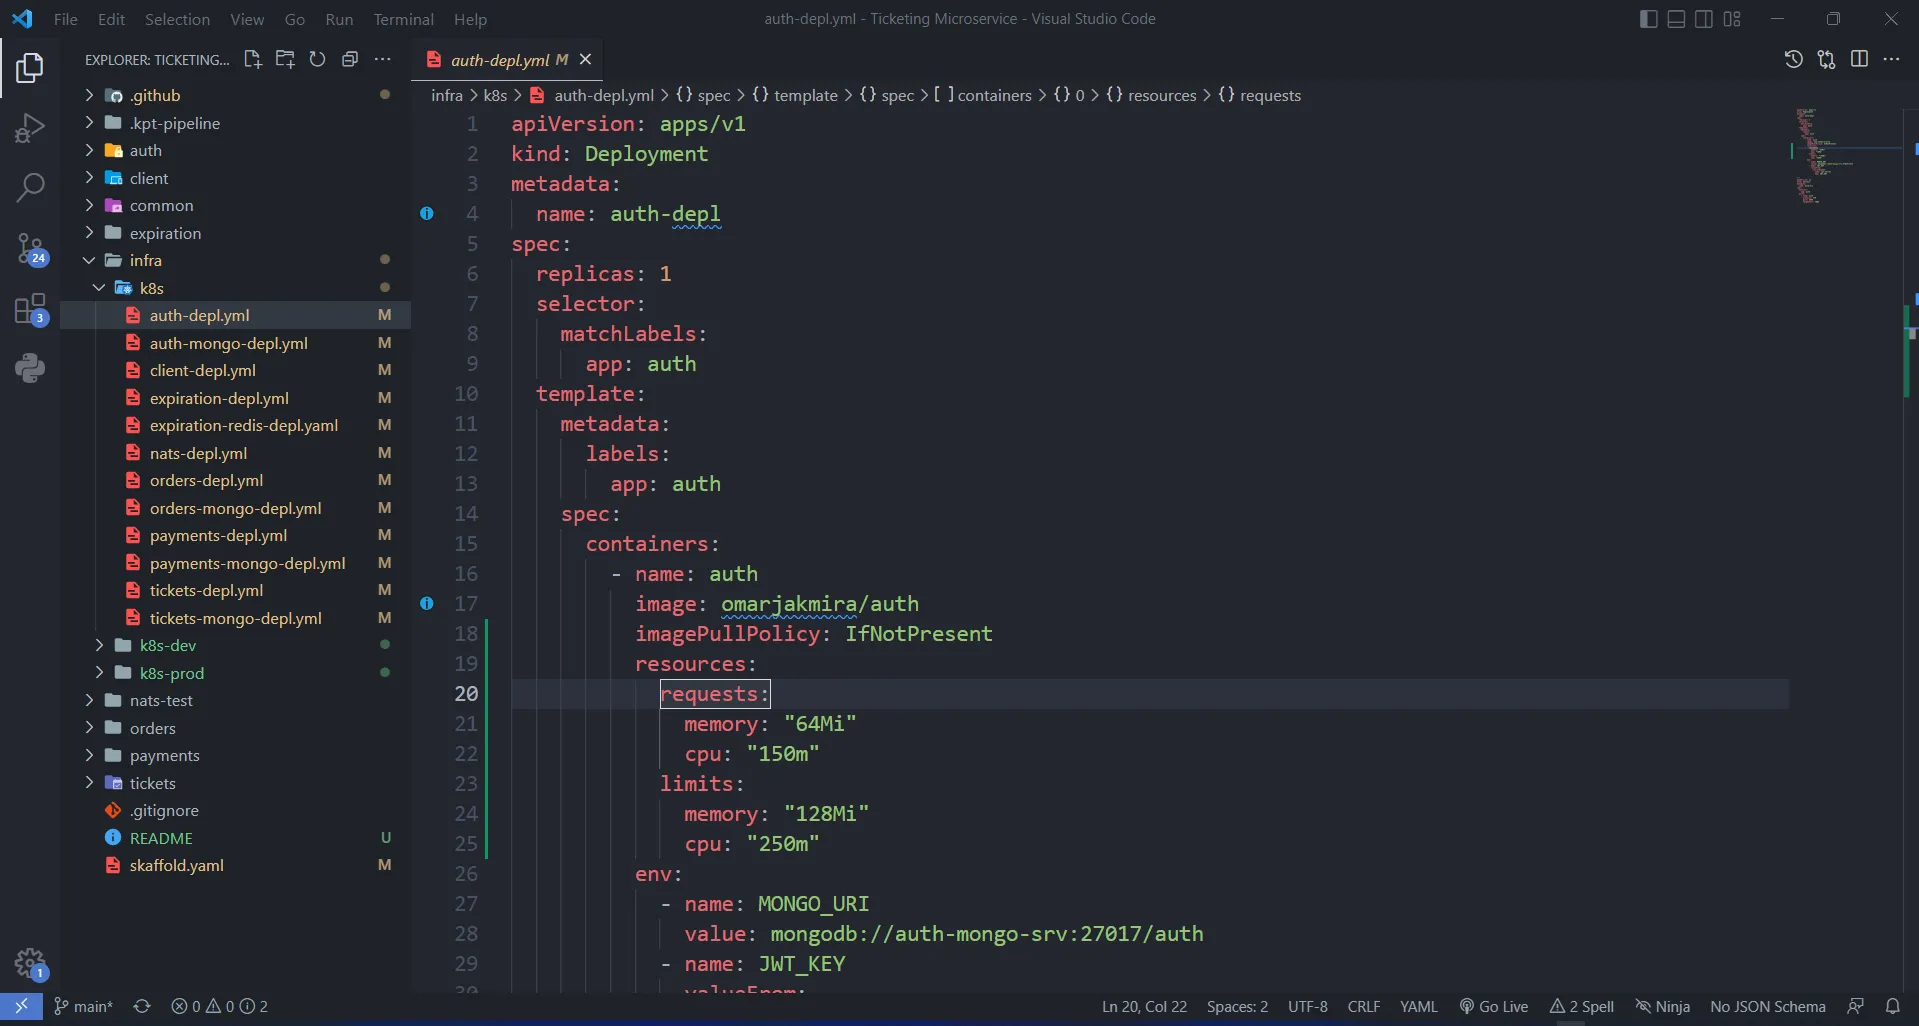 File Edit Selection View Go Run Terminal Help
auth-depl.yml - Ticketing Microservice - Visual Studio Code
EXPLORER: TICKETING...
.github
.kpt-pipeline
auth
client
common
expiration
infra
k8s
auth-depl.yml M
auth-mongo-depl.yml M
client-depl.yml M
expiration-depl.yml M
expiration-redis-depl.yaml M
nats-depl.yml M
orders-depl.yml M
orders-mongo-depl.yml M
payments-depl.yml M
payments-mongo-depl.yml M
tickets-depl.yml M
tickets-mongo-depl.yml M
k8s-dev
k8s-prod
nats-test
orders
payments
tickets
.gitignore
README U
skaffold.yaml M
24
3
1
auth-depl.yml M
infra > k8s > auth-depl.yml > {} spec > {} template > {} spec > [ ] containers > {} 0 > {} resources > {} requests
1 apiVersion: apps/v1
2 kind: Deployment
3 metadata:
4 name: auth-depl
5 spec:
6 replicas: 1
7 selector:
8 matchLabels:
9 app: auth
10 template:
11 metadata:
12 labels:
13 app: auth
14 spec:
15 containers:
16 - name: auth
17 image: omarjakmira/auth
18 imagePullPolicy: IfNotPresent
19 resources:
20 requests:
21 memory: "64Mi"
22 cpu: "150m"
23 limits:
24 memory: "128Mi"
25 cpu: "250m"
26 env:
27 - name: MONGO_URI
28 value: mongodb://auth-mongo-srv:27017/auth
29 - name: JWT_KEY
30 valueFrom:
main* 0 0 2
Ln 20, Col 22 Spaces: 2 UTF-8 CRLF YAML Go Live 2 Spell Ninja No JSON Schema